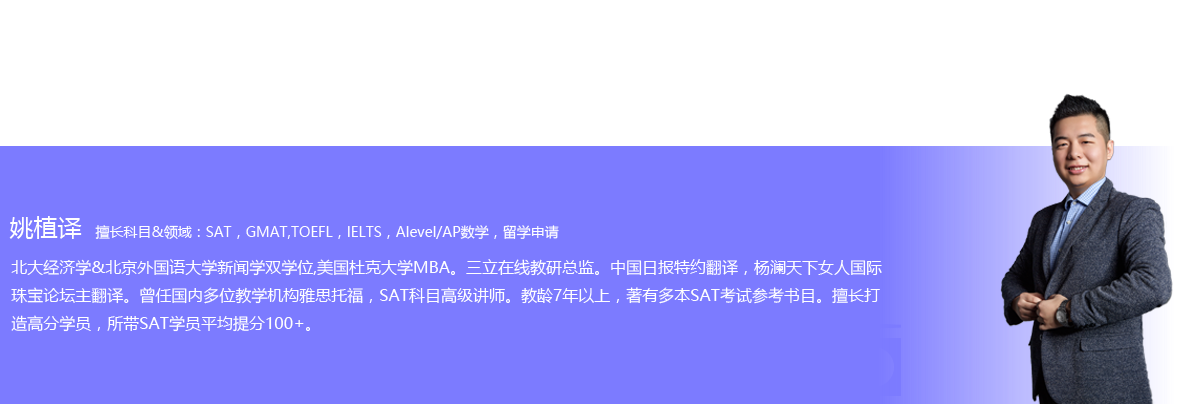 姚植译 擅长科目&领域：SAT，GMAT,TOEFL，IELTS，Alevel/AP数学，留学申请
北大经济学&北京外国语大学新闻学双学位,美国杜克大学MBA。三立在线教研总监。中国日报特约翻译，杨澜天下女人国际
珠宝论坛主翻译。曾任国内多位教学机构雅思托福，SAT科目高级讲师。教龄7年以上，著有多本SAT考试参考书目。擅长打
造高分学员，所带SAT学员平均提分100+。